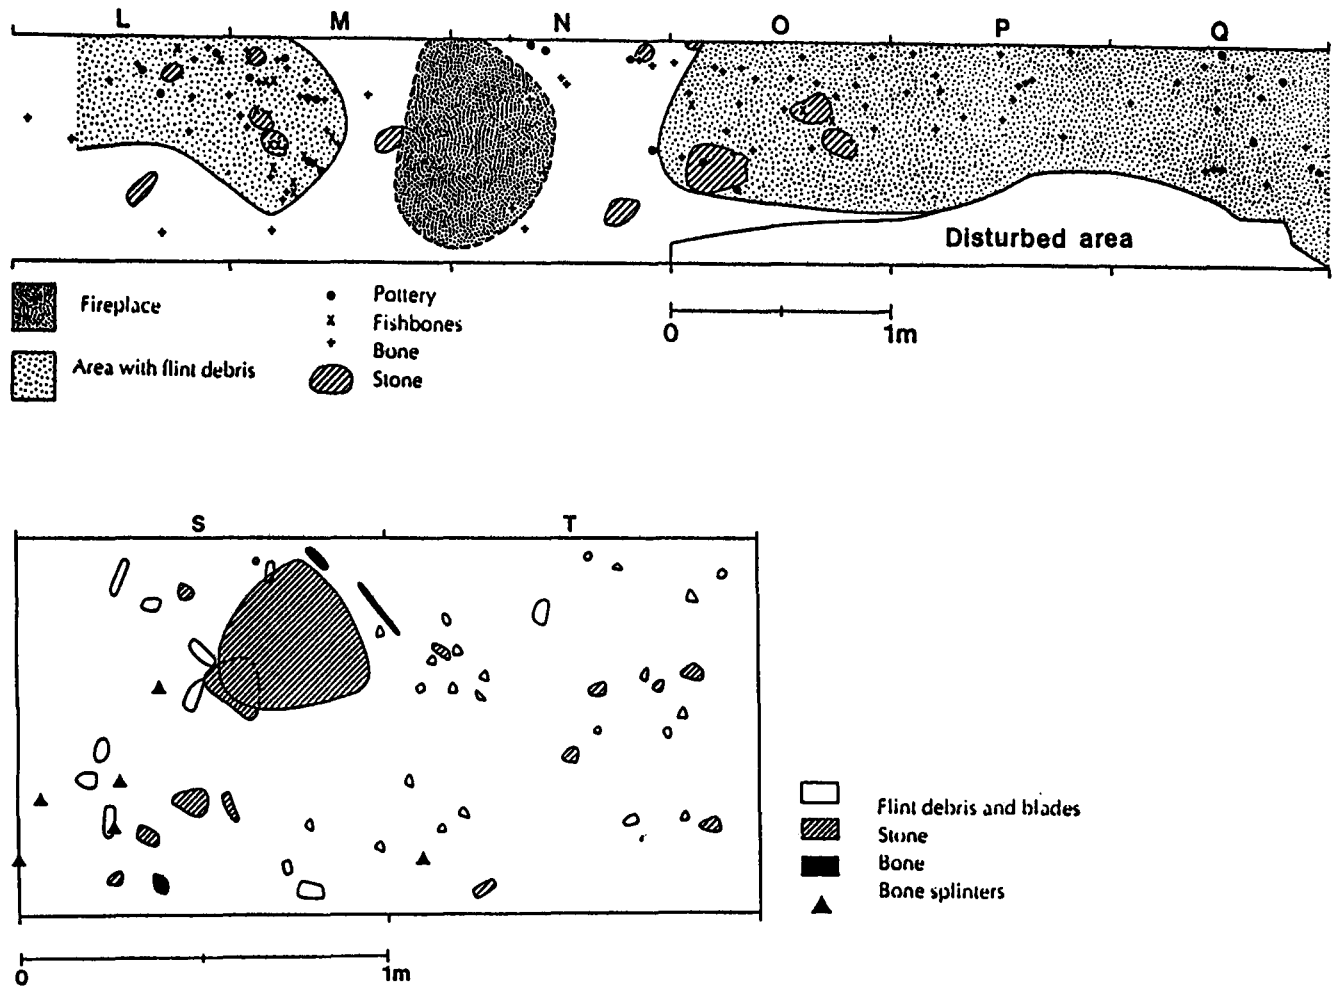 L M N O P Q
Disturbed area
Fireplace
Area with flint debris
Pottery
Fishbones
Bone
Stone
0 1m
S T
Flint debris and blades
Stone
Bone
Bone splinters
0 1m